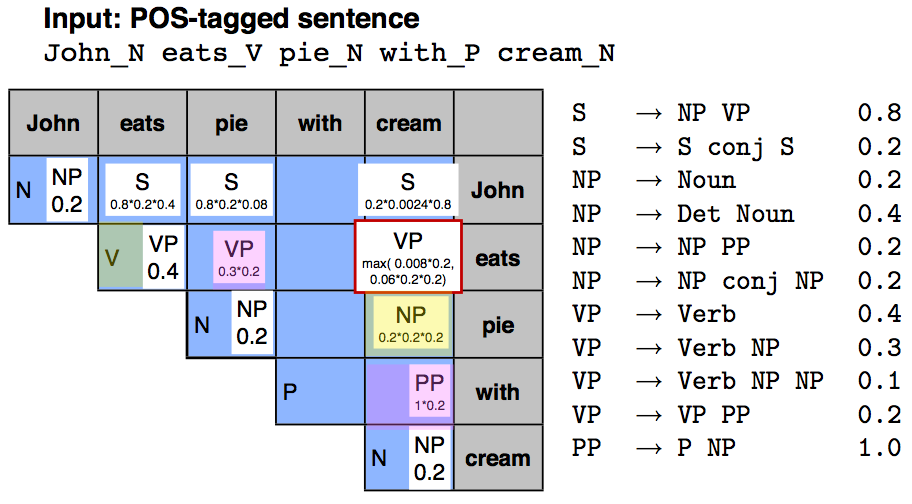 Input: POS-tagged sentence
John_N eats_V pie_N with_P cream_N
John eats pie with cream
N NP 0.2 S 0.8*0.2*0.4 S 0.8*0.2*0.08 S 0.2*0.0024*0.8 John
V VP 0.4 VP 0.3*0.2 VP max( 0.008*0.2, 0.06*0.2*0.2) eats
N NP 0.2 NP 0.2*0.2*0.2 pie
P PP 1*0.2 with
N NP 0.2 cream
S → NP VP 0.8
S → S conj S 0.2
NP → Noun 0.2
NP → Det Noun 0.4
NP → NP PP 0.2
NP → NP conj NP 0.2
VP → Verb 0.4
VP → Verb NP 0.3
VP → Verb NP NP 0.1
VP → VP PP 0.2
PP → P NP 1.0